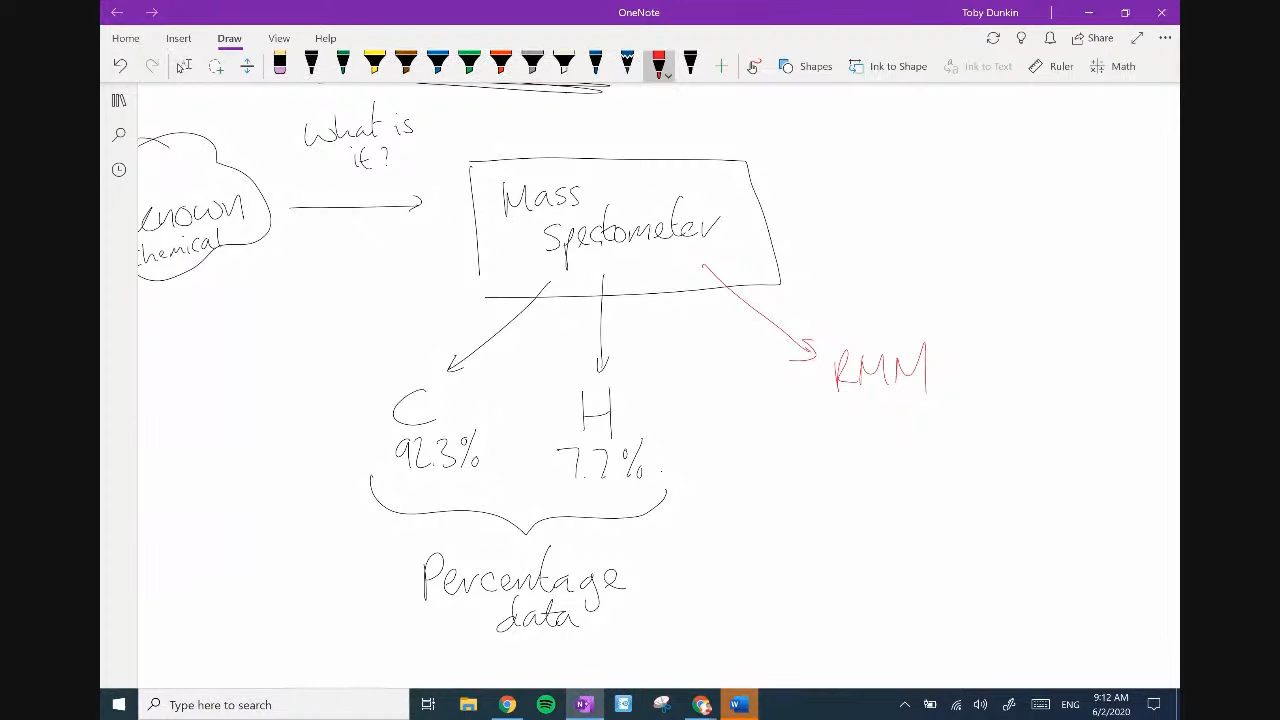 OneNote
Toby Dunkin
Home Insert Draw View Help
Share
Shapes Ink to Shape Ink to Text Ruler Math
What is
it?
Mass
Spectometer
enown
chemical
RMM
C H
92.3% 7.7%
Percentage
data
Type here to search
ENG
9:12 AM
6/2/2020